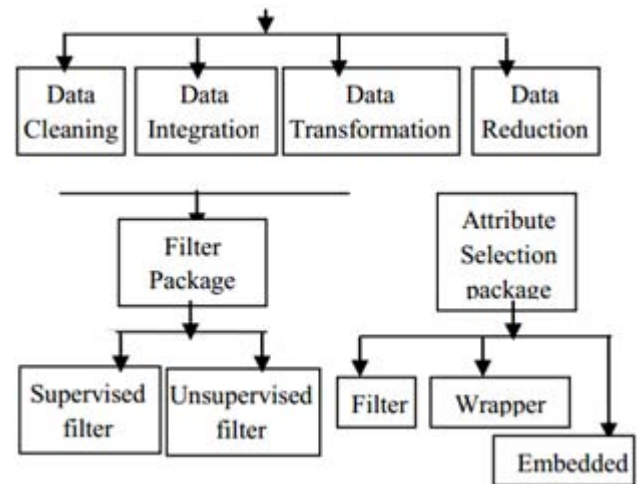 Data
Cleaning
Data
Integration
Data
Transformation
Data
Reduction
Filter
Package
Attribute
Selection
package
Supervised
filter
Unsupervised
filter
Filter
Wrapper
Embedded